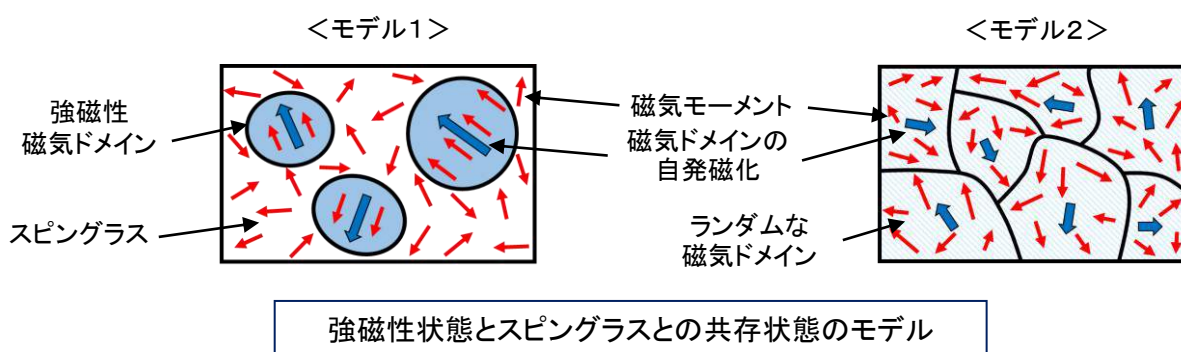 ＜モデル１＞
強磁性
磁気ドメイン
スピングラス
磁気モーメント
磁気ドメインの
自発磁化
＜モデル２＞
ランダムな
磁気ドメイン
強磁性状態とスピングラスとの共存状態のモデル